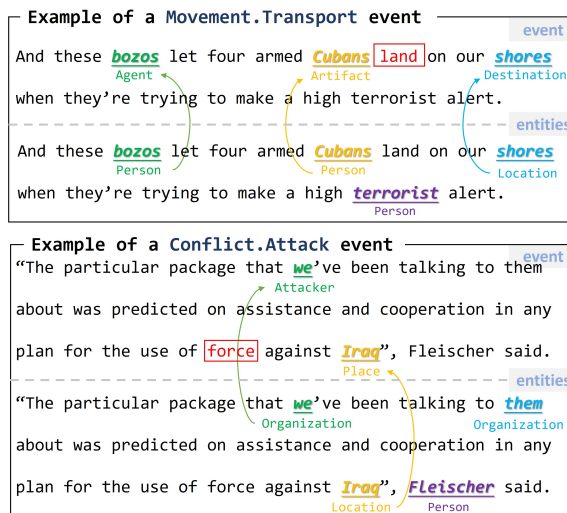 Example of a Movement.Transport event
event
And these bozos let four armed Cubans land on our shores
Agent Artifact Destination
when they're trying to make a high terrorist alert.
entities
And these bozos let four armed Cubans land on our shores
Person Person Location
when they're trying to make a high terrorist alert.
Person
Example of a Conflict.Attack event
event
“The particular package that we've been talking to them
Attacker
about was predicted on assistance and cooperation in any
plan for the use of force against Iraq”, Fleischer said.
Place
entities
“The particular package that we've been talking to them
Organization Organization
about was predicted on assistance and cooperation in any
plan for the use of force against Iraq”, Fleischer said.
Location Person